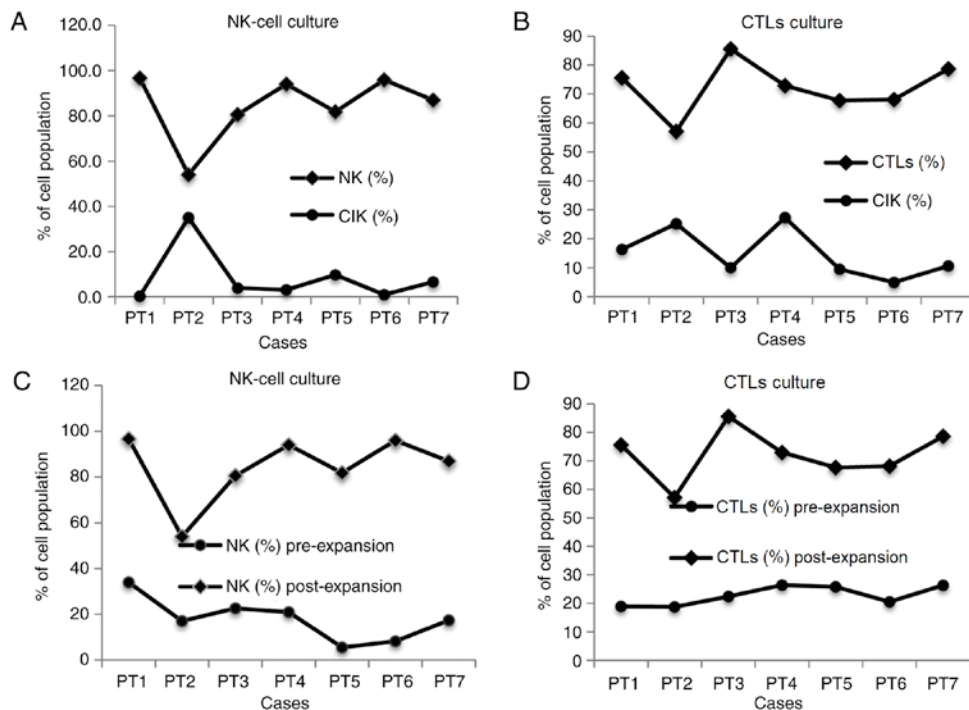 A
NK-cell culture
120.0
100.0
80.0
60.0
40.0
20.0
0.0
% of cell population
NK (%)
CIK (%)
PT1 PT2 PT3 PT4 PT5 PT6 PT7
Cases
B
CTLs culture
90
80
70
60
50
40
30
20
10
0
% of cell population
CTLs (%)
CIK (%)
PT1 PT2 PT3 PT4 PT5 PT6 PT7
Cases
C
NK-cell culture
120
100
80
60
40
20
0
% of cell population
NK (%) pre-expansion
NK (%) post-expansion
PT1 PT2 PT3 PT4 PT5 PT6 PT7
Cases
D
CTLs culture
90
80
70
60
50
40
30
20
10
0
% of cell population
CTLs (%) pre-expansion
CTLs (%) post-expansion
PT1 PT2 PT3 PT4 PT5 PT6 PT7
Cases